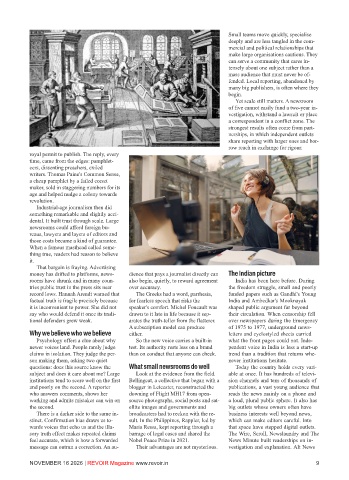 royal permit to publish. The reply, every
time, came from the edges: pamphlet-
eers, dissenting preachers, exiled
writers. Thomas Paine's Common Sense,
a cheap pamphlet by a failed corset
maker, sold in staggering numbers for its
age and helped nudge a colony towards
revolution.
Industrial-age journalism then did
something remarkable and slightly acci-
dental. It built trust through scale. Large
newsrooms could afford foreign bu-
reaus, lawyers and layers of editors and
those costs became a kind of guarantee.
When a famous masthead called some-
thing true, readers had reason to believe
it.
That bargain is fraying. Advertising
money has drifted to platforms, news-
rooms have shrunk and in many coun-
tries public trust in the press sits near
record lows. Hannah Arendt warned that
factual truth is fragile precisely because
it is inconvenient to power. She did not
say who would defend it once its tradi-
tional defenders grew weak.
Why we believe who we believe
Psychology offers a clue about why
newer voices land. People rarely judge
claims in isolation. They judge the per-
son making them, asking two quiet
questions: does this source know the
subject and does it care about me? Large
institutions tend to score well on the first
and poorly on the second. A reporter
who answers comments, shows her
working and admits mistakes can win on
the second.
There is a darker side to the same in-
stinct. Confirmation bias draws us to-
wards voices that echo us and the illu-
sory truth effect makes repeated claims
feel accurate, which is how a forwarded
message can outrun a correction. An au-
dience that pays a journalist directly can
also begin, quietly, to reward agreement
over accuracy.
The Greeks had a word, parrhesia,
for fearless speech that risks the
speaker's comfort. Michel Foucault was
drawn to it late in life because it sep-
arates the truth-teller from the flatterer.
A subscription model can produce
either.
So the new voice carries a built-in
test. Its authority rests less on a brand
than on conduct that anyone can check.
What small newsrooms do well
Look at the evidence from the field.
Bellingcat, a collective that began with a
blogger in Leicester, reconstructed the
downing of Flight MH17 from open-
source photographs, social posts and sat-
ellite images and governments and
broadcasters had to reckon with the re-
sult. In the Philippines, Rappler, led by
Maria Ressa, kept reporting through a
barrage of legal cases and shared the
Nobel Peace Prize in 2021.
Their advantages are not mysterious.
Small teams move quickly, specialise
deeply and are less tangled in the com-
mercial and political relationships that
make large organisations cautious. They
can serve a community that cares in-
tensely about one subject rather than a
mass audience that must never be of-
fended. Local reporting, abandoned by
many big publishers, is often where they
begin.
Yet scale still matters. A newsroom
of five cannot easily fund a two-year in-
vestigation, withstand a lawsuit or place
a correspondent in a conflict zone. The
strongest results often come from part-
nerships, in which independent outlets
share reporting with larger ones and bor-
row reach in exchange for rigour.
The Indian picture
India has been here before. During
the freedom struggle, small and poorly
funded papers such as Gandhi's Young
India and Ambedkar's Mooknayak
shaped public argument far beyond
their circulation. When censorship fell
over newspapers during the Emergency
of 1975 to 1977, underground news-
letters and cyclostyled sheets carried
what the front pages could not. Inde-
pendent voice in India is less a start-up
trend than a tradition that returns whe-
never institutions hesitate.
Today the country holds every vari-
able at once. It has hundreds of televi-
sion channels and tens of thousands of
publications, a vast young audience that
reads the news mainly on a phone and
a loud, plural public sphere. It also has
big outlets whose owners often have
business interests well beyond news,
which can make editors careful. Into
that space have stepped digital outlets.
The Wire, Scroll, Newslaundry and The
News Minute built readerships on in-
vestigation and explanation. Alt News
NOVEMBER 16 2026 | REVOIR Magazine www.revoir.in
9